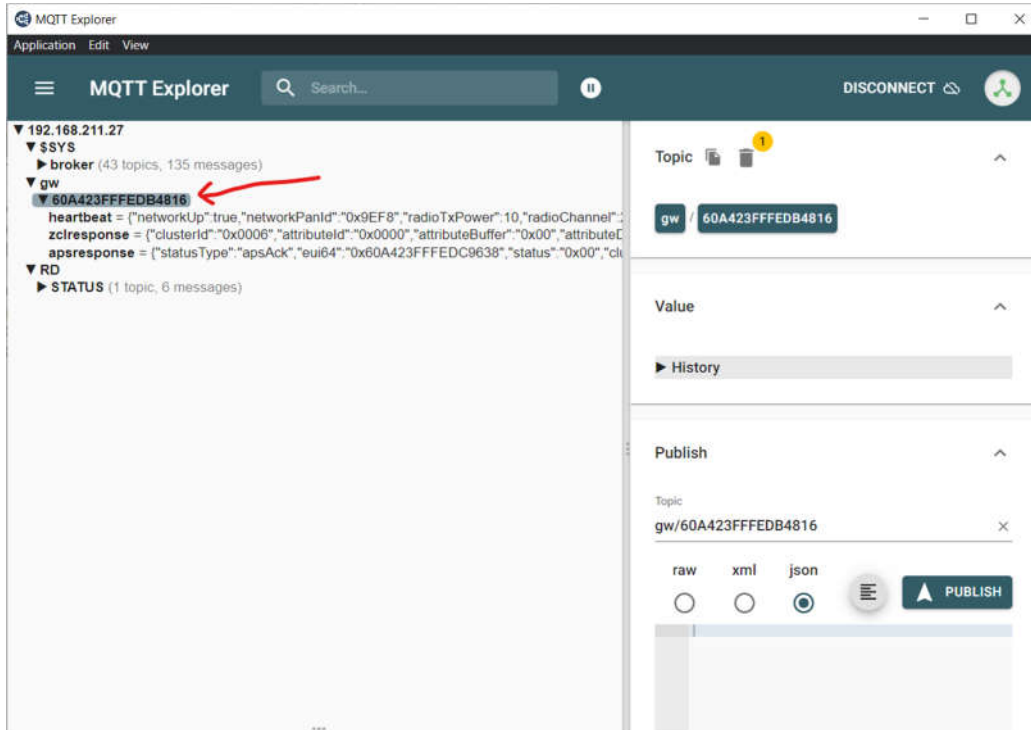 MQTT Explorer
Application Edit View
MQTT Explorer
Search...
DISCONNECT
192.168.211.27
$SYS
broker (43 topics, 135 messages)
gw
60A423FFFEDB4816
heartbeat = {"networkUp":true,"networkPanId":"0x9EF8","radioTxPower":10,"radioChannel":
zclresponse = {"clusterId":"0x0006","attributeId":"0x0000","attributeBuffer":"0x00","attributeD
apsresponse = {"statusType":"apsAck","eui64":"0x60A423FFFEDC9638","status":"0x00","clu
RD
STATUS (1 topic, 6 messages)
Topic 1
gw / 60A423FFFEDB4816
Value
History
Publish
Topic
gw/60A423FFFEDB4816
raw xml json
PUBLISH